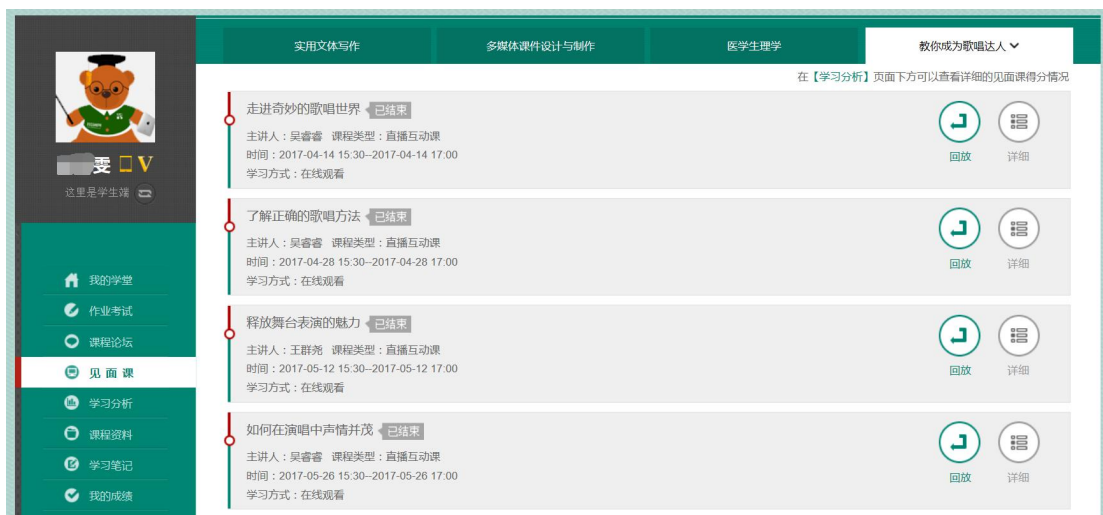 实用文体写作
多媒体课件设计与制作
医学生理学
教你成为歌唱达人
在【学习分析】页面下方可以查看详细的见面课得分情况
雯 V
这里是学生端
我的学堂
作业考试
课程论坛
见面课
学习分析
课程资料
学习笔记
我的成绩
走进奇妙的歌唱世界 已结束
主讲人：吴睿睿 课程类型：直播互动课
时间：2017-04-14 15:30--2017-04-14 17:00
学习方式：在线观看
回放 详细
了解正确的歌唱方法 已结束
主讲人：吴睿睿 课程类型：直播互动课
时间：2017-04-28 15:30--2017-04-28 17:00
学习方式：在线观看
回放 详细
释放舞台表演的魅力 已结束
主讲人：王群尧 课程类型：直播互动课
时间：2017-05-12 15:30--2017-05-12 17:00
学习方式：在线观看
回放 详细
如何在演唱中声情并茂 已结束
主讲人：吴睿睿 课程类型：直播互动课
时间：2017-05-26 15:30--2017-05-26 17:00
学习方式：在线观看
回放 详细